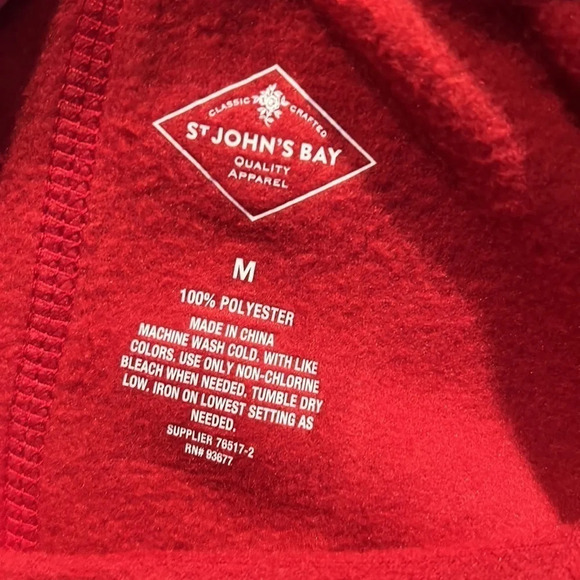 CLASSIC CRAFTED
ST JOHN'S BAY
QUALITY
APPAREL
M
100% POLYESTER
MADE IN CHINA
MACHINE WASH COLD. WITH LIKE
COLORS. USE ONLY NON-CHLORINE
BLEACH WHEN NEEDED. TUMBLE DRY
LOW. IRON ON LOWEST SETTING AS
NEEDED.
SUPPLIER 76517-2
RN# 93677